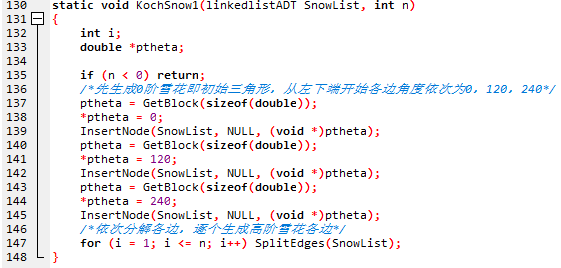 130 static void KochSnow1(linkedlistADT SnowList, int n)
131 {
132 int i;
133 double *ptheta;
134
135 if (n < 0) return;
136 /*先生成0阶雪花即初始三角形，从左下端开始各边角度依次为0，120，240*/
137 ptheta = GetBlock(sizeof(double));
138 *ptheta = 0;
139 InsertNode(SnowList, NULL, (void *)ptheta);
140 ptheta = GetBlock(sizeof(double));
141 *ptheta = 120;
142 InsertNode(SnowList, NULL, (void *)ptheta);
143 ptheta = GetBlock(sizeof(double));
144 *ptheta = 240;
145 InsertNode(SnowList, NULL, (void *)ptheta);
146 /*依次分解各边，逐个生成高阶雪花各边*/
147 for (i = 1; i <= n; i++) SplitEdges(SnowList);
148 }